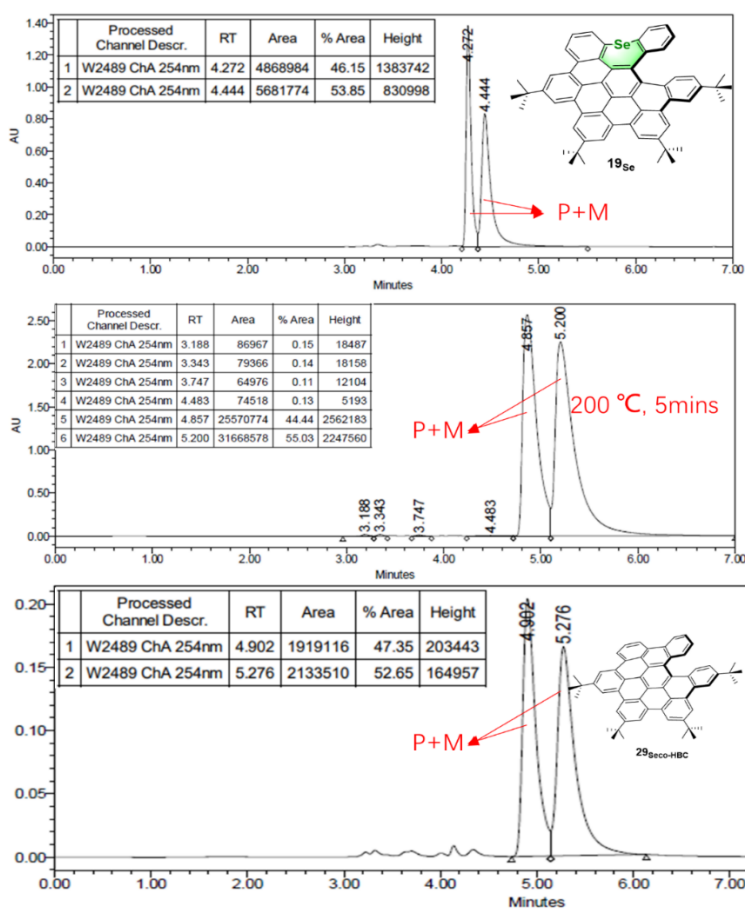 Processed
Channel Descr. RT Area % Area Height
1 W2489 ChA 254nm 4.272 4868984 46.15 1383742
2 W2489 ChA 254nm 4.444 5681774 53.85 830998
4.272
4.444
Se
19Se
P+M
AU
1.40
1.20
1.00
0.80
0.60
0.40
0.20
0.00
0.00 1.00 2.00 3.00 4.00 5.00 6.00 7.00
Minutes
Processed
Channel Descr. RT Area % Area Height
1 W2489 ChA 254nm 3.188 86967 0.15 18487
2 W2489 ChA 254nm 3.343 79366 0.14 18158
3 W2489 ChA 254nm 3.747 64976 0.11 12104
4 W2489 ChA 254nm 4.483 74518 0.13 5193
5 W2489 ChA 254nm 4.857 25570774 44.44 2562183
6 W2489 ChA 254nm 5.200 31668578 55.03 2247560
4.857
5.200
200 ℃, 5mins
P+M
3.188
3.343
3.747
4.483
AU
2.50
2.00
1.50
1.00
0.50
0.00
0.00 1.00 2.00 3.00 4.00 5.00 6.00 7.00
Minutes
Processed
Channel Descr. RT Area % Area Height
1 W2489 ChA 254nm 4.902 1919116 47.35 203443
2 W2489 ChA 254nm 5.276 2133510 52.65 164957
4.902
5.276
P+M
29Seco-HBC
AU
0.20
0.15
0.10
0.05
0.00
0.00 1.00 2.00 3.00 4.00 5.00 6.00 7.00
Minutes